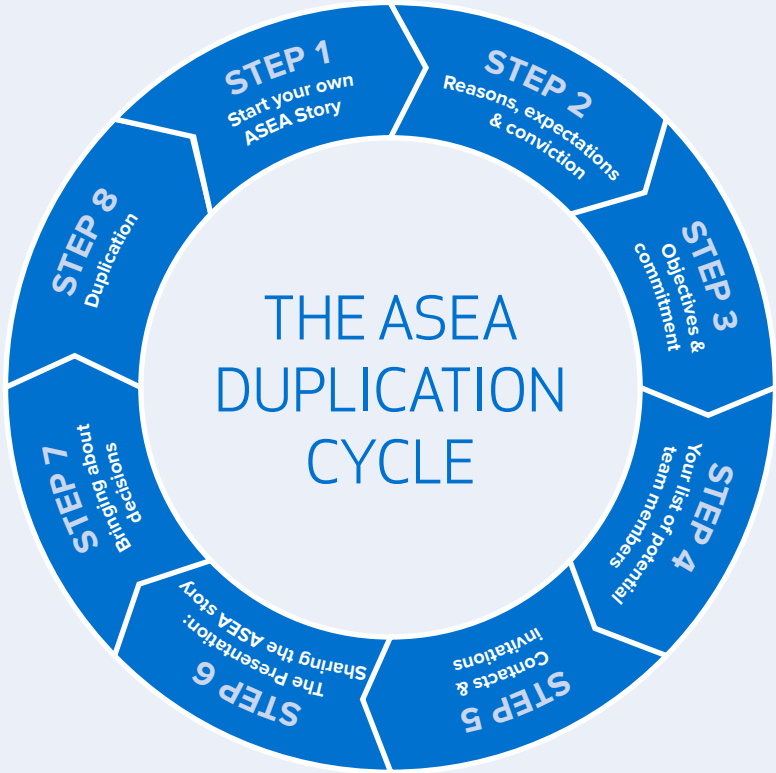 STEP 1
Start your own
ASEA Story
STEP 2
Reasons, expectations
& conviction
STEP 3
Objectives &
commitment
STEP 4
Your list of potential
team members
STEP 5
Contacts &
invitations
STEP 6
The Presentation:
Sharing the ASEA story
STEP 7
Bringing about
decisions
STEP 8
Duplication
THE ASEA
DUPLICATION
CYCLE